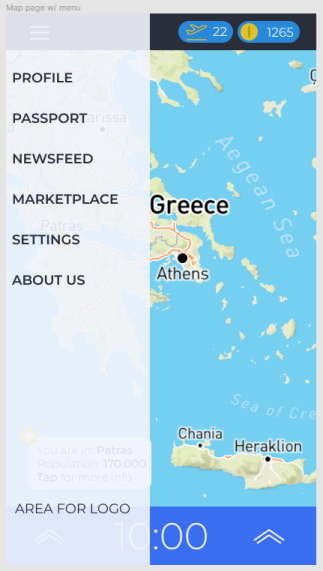 Map page w/ menu
22
1265
PROFILE
PASSPORT
Larissa
NEWSFEED
MARKETPLACE
Greece
Patras
SETTINGS
Athens
ABOUT US
Aegean Sea
Sea of Cre
Chania
Heraklion
You are in: Patras
Population: 170.000
Tap for more info
AREA FOR LOGO
10:00